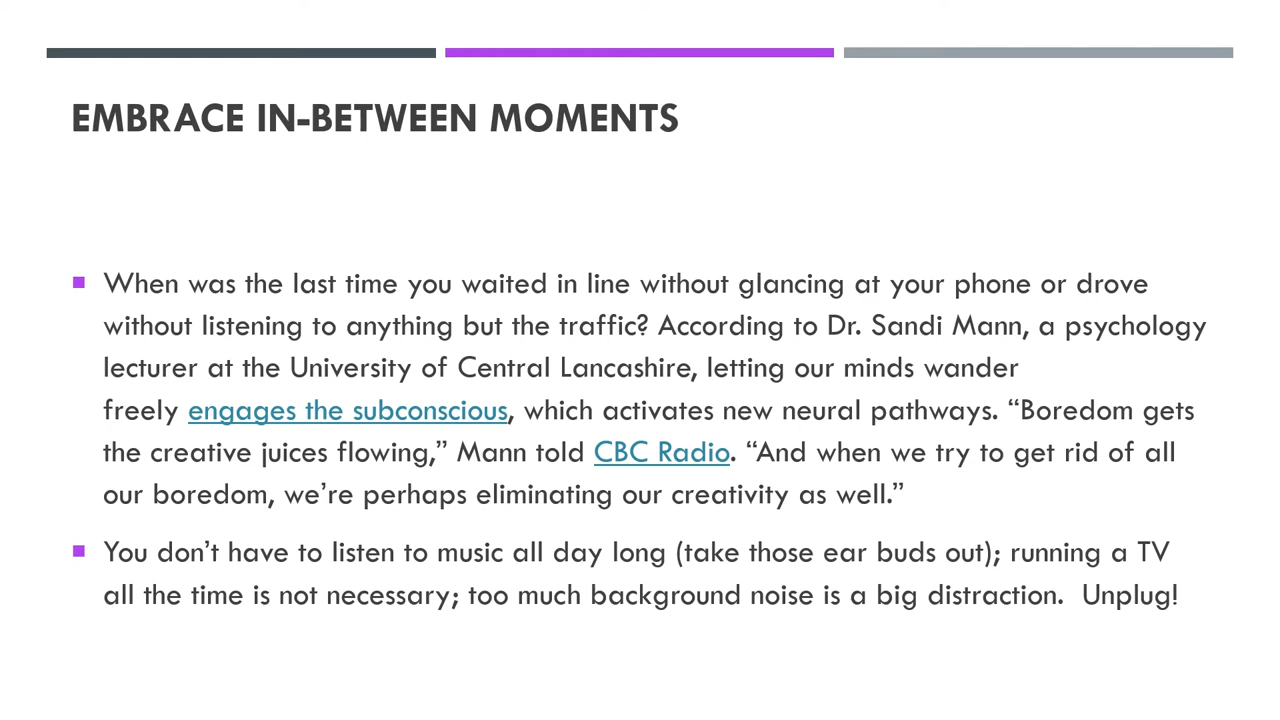 EMBRACE IN-BETWEEN MOMENTS
When was the last time you waited in line without glancing at your phone or drove
without listening to anything but the traffic? According to Dr. Sandi Mann, a psychology
lecturer at the University of Central Lancashire, letting our minds wander
freely engages the subconscious, which activates new neural pathways. “Boredom gets
the creative juices flowing,” Mann told CBC Radio. “And when we try to get rid of all
our boredom, we’re perhaps eliminating our creativity as well.”
You don’t have to listen to music all day long (take those ear buds out); running a TV
all the time is not necessary; too much background noise is a big distraction.  Unplug!